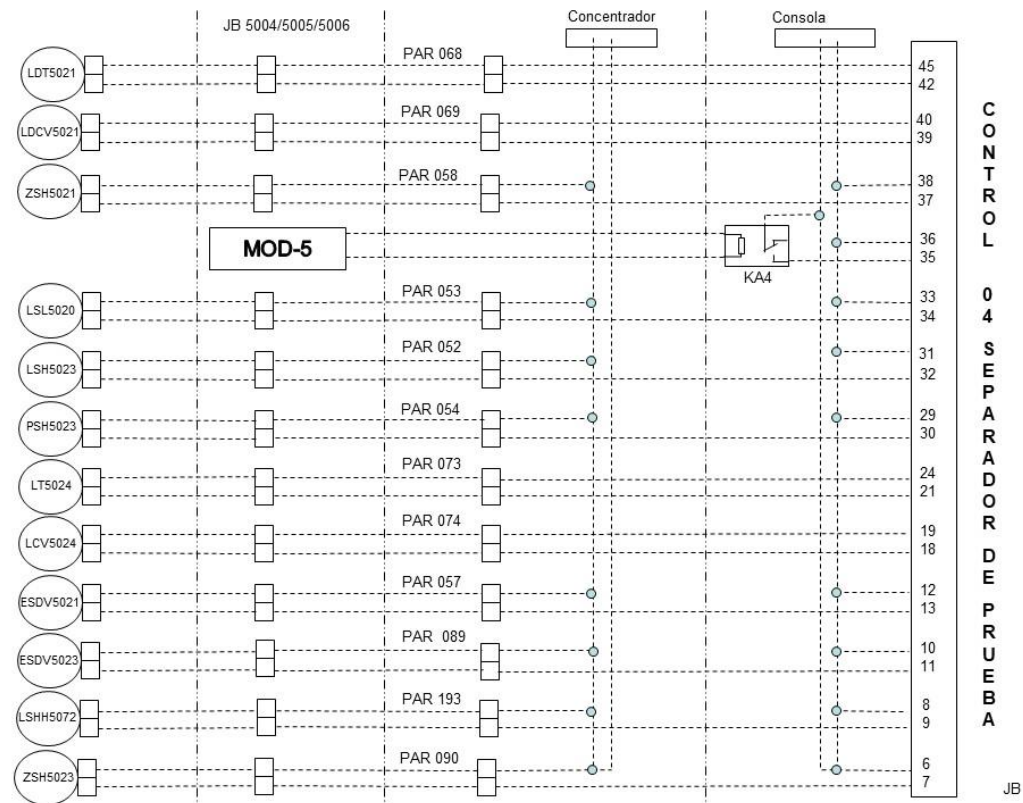 JB 5004/5005/5006
Concentrador
Consola
LDT5021
PAR 068
45
42
LDCV5021
PAR 069
40
39
ZSH5021
PAR 058
38
37
MOD-5
KA4
36
35
LSL5020
PAR 053
33
34
LSH5023
PAR 052
31
32
PSH5023
PAR 054
29
30
LT5024
PAR 073
24
21
LCV5024
PAR 074
19
18
ESDV5021
PAR 057
12
13
ESDV5023
PAR 089
10
11
LSHH5072
PAR 193
8
9
ZSH5023
PAR 090
6
7
CONTROL 04 SEPARADOR DE PRUEBA
JB